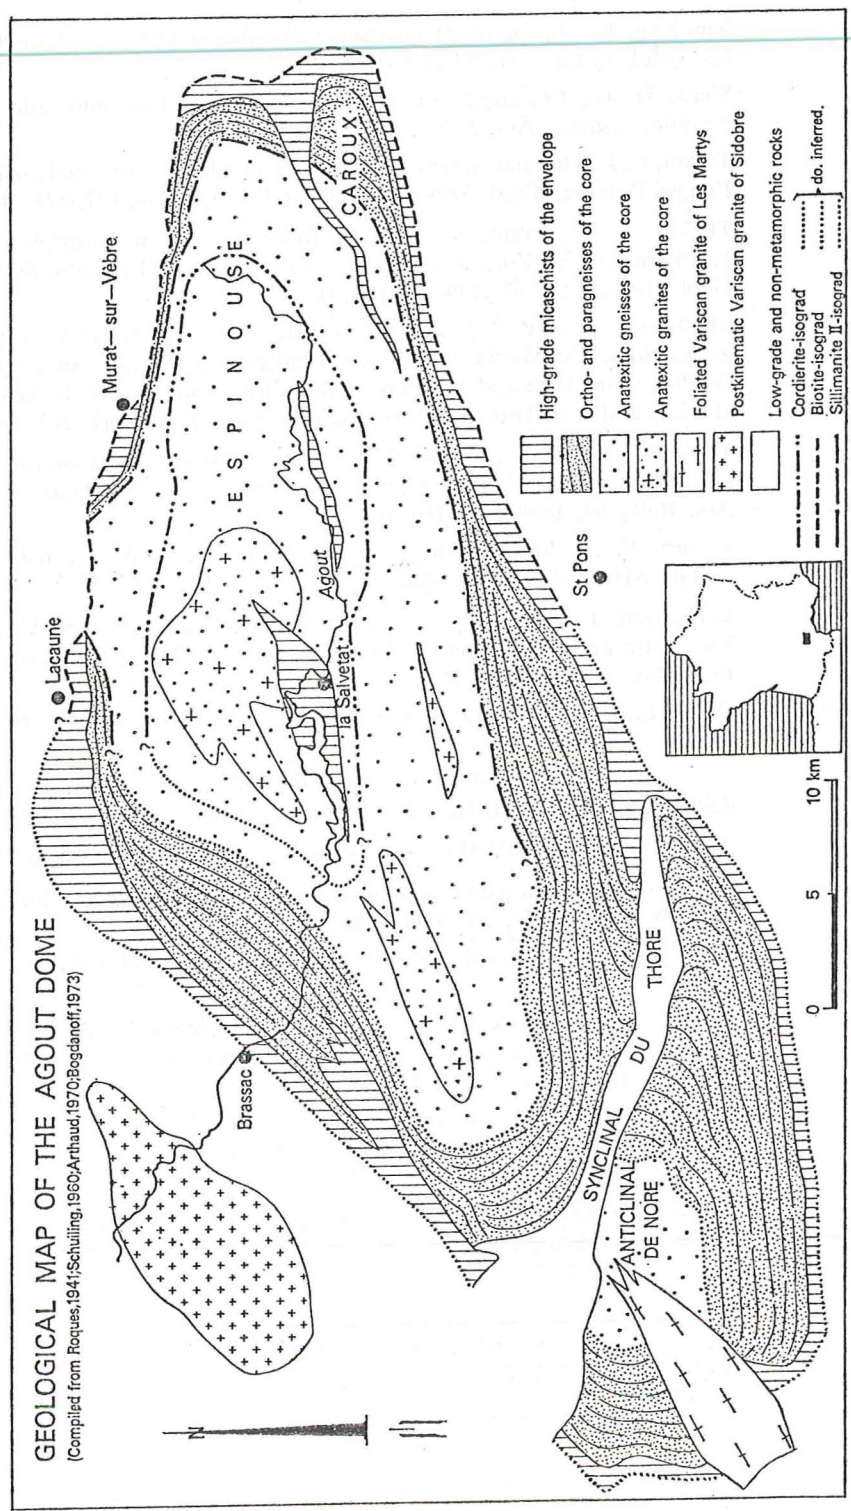 GEOLOGICAL MAP OF THE AGOUT DOME
(Compiled from Roques,1941;Schuiling,1960;Arthaud,1970;Bogdanoff,1973)
N
Lacaune
Murat-sur-Vèbre
Brassac
ESPINOUSE
CAROUX
Agout
la Salvetat
St Pons
SYNCLINAL DU THORE
ANTICLINAL
DE NORE
?
?
?
?
?
0 5 10 km
High-grade micaschists of the envelope
Ortho-and paragneisses of the core
Anatexitic gneisses of the core
Anatexitic granites of the core
Foliated Variscan granite of Les Martys
Postkinematic Variscan granite of Sidobre
Low-grade and non-metamorphic rocks
Cordierite-isograd
Biotite-isograd
Sillimanite II-isograd
do. inferred.